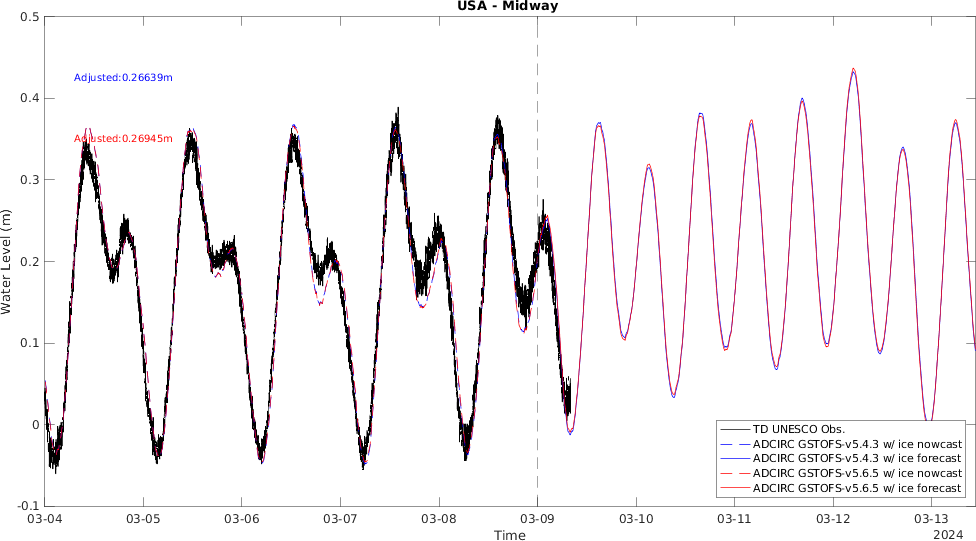 USA - Midway
0.5
Adjusted:0.26639m
0.4
Adjusted:0.26945m
0.3
Water Level (m)
0.2
0.1
0
-0.1
TD UNESCO Obs.
ADCIRC GSTOFS-v5.4.3 w/ ice nowcast
ADCIRC GSTOFS-v5.4.3 w/ ice forecast
ADCIRC GSTOFS-v5.6.5 w/ ice nowcast
ADCIRC GSTOFS-v5.6.5 w/ ice forecast
03-04 03-05 03-06 03-07 03-08 03-09 03-10 03-11 03-12 03-13
Time
2024